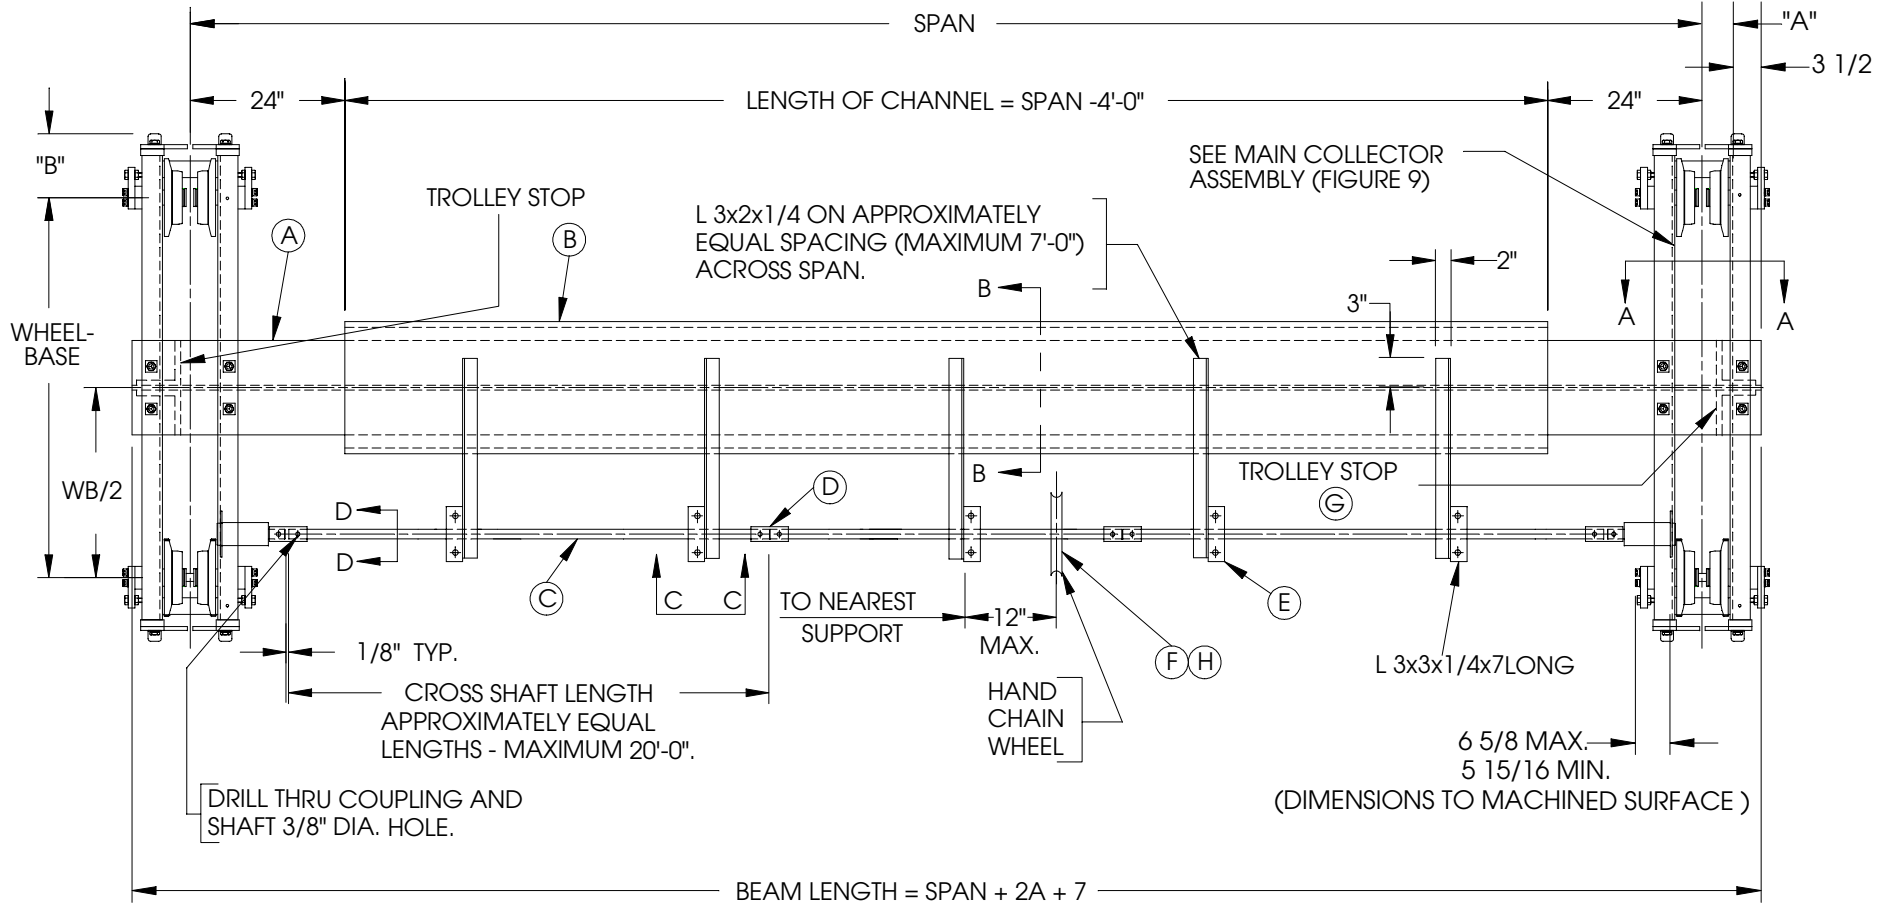 SPAN
"A"
3 1/2
24"
LENGTH OF CHANNEL = SPAN -4'-0"
24"
"B"
SEE MAIN COLLECTOR
ASSEMBLY (FIGURE 9)
TROLLEY STOP
L 3x2x1/4 ON APPROXIMATELY
EQUAL SPACING (MAXIMUM 7'-0")
ACROSS SPAN.
A
B
B
2"
3"
A
A
WHEEL-
BASE
WB/2
B
TROLLEY STOP
G
D
D
D
C
C
C
TO NEAREST
SUPPORT
12"
MAX.
E
F
H
1/8" TYP.
L 3x3x1/4x7LONG
CROSS SHAFT LENGTH
APPROXIMATELY EQUAL
LENGTHS - MAXIMUM 20'-0".
HAND
CHAIN
WHEEL
6 5/8 MAX.
5 15/16 MIN.
(DIMENSIONS TO MACHINED SURFACE )
DRILL THRU COUPLING AND
SHAFT 3/8" DIA. HOLE.
BEAM LENGTH = SPAN + 2A + 7